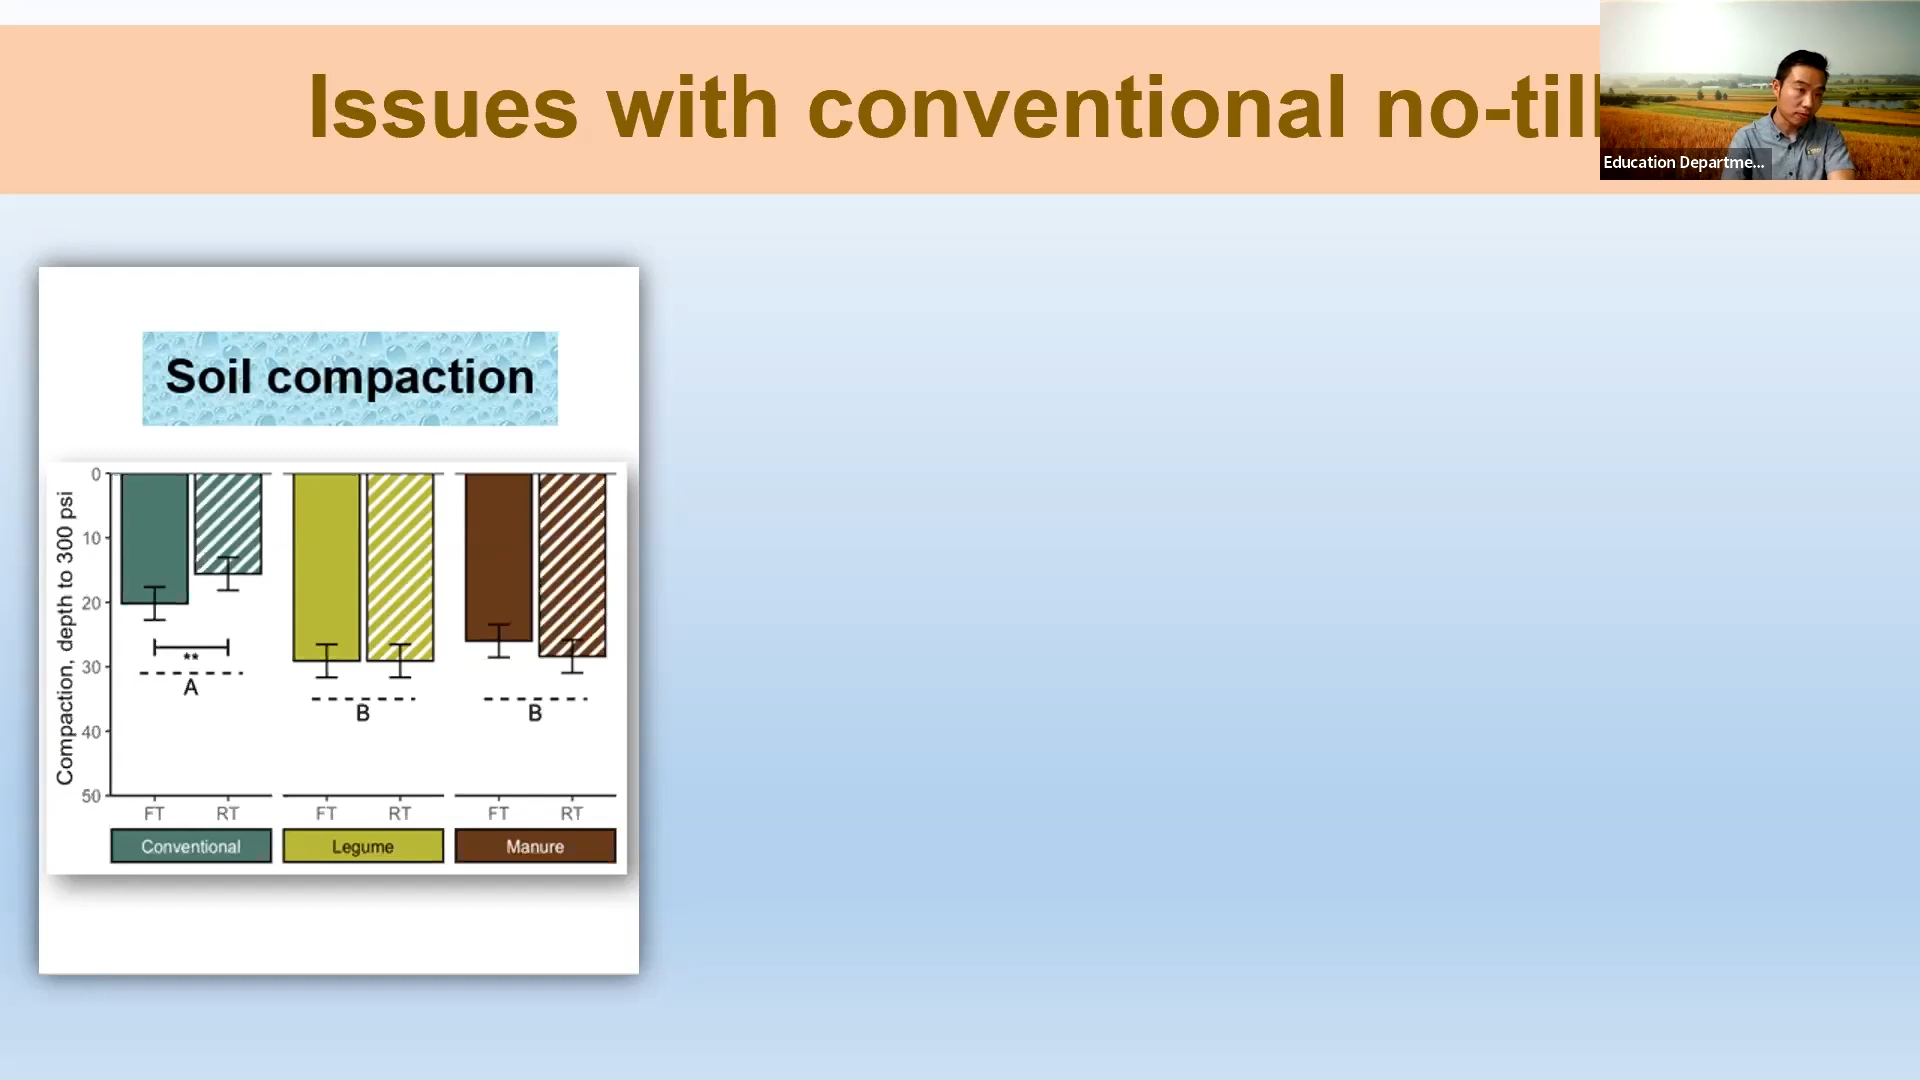 Issues with conventional no-till
Education Departme...
Soil compaction
Compaction, depth to 300 psi
0
10
20
30
40
50
**
A
B
B
FT RT FT RT FT RT
Conventional Legume Manure